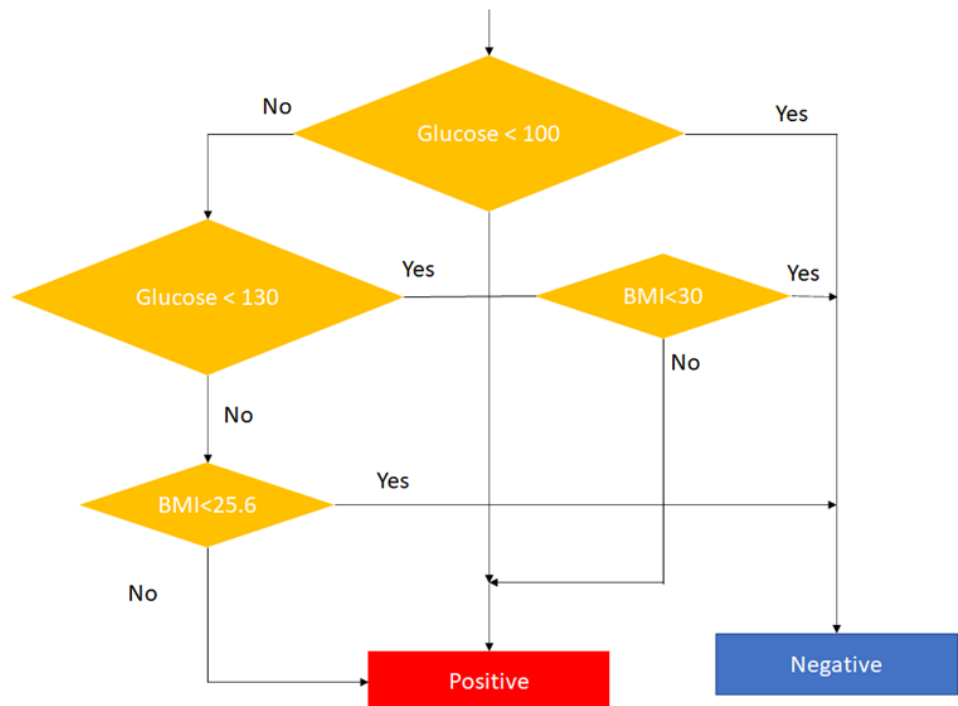 No
Yes
Glucose < 100
Glucose < 130
Yes
BMI<30
Yes
No
No
BMI<25.6
Yes
No
Positive
Negative